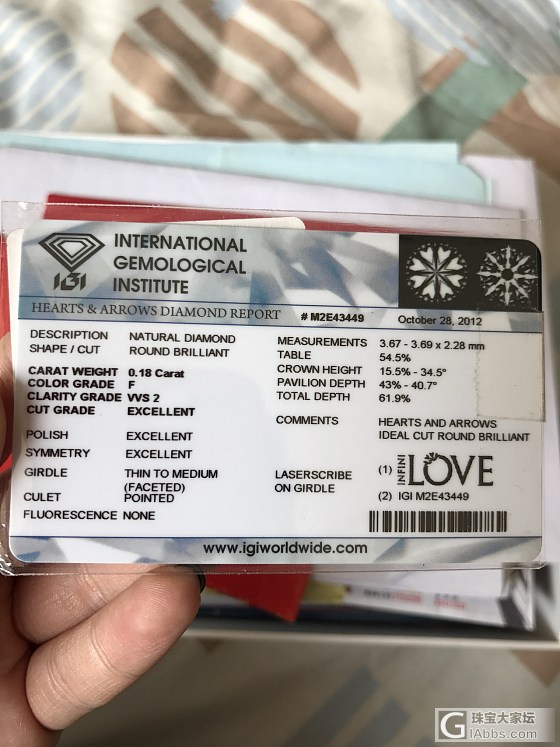 IGI
INTERNATIONAL
GEMOLOGICAL
INSTITUTE
HEARTS & ARROWS DIAMOND REPORT # M2E43449 October 28, 2012
DESCRIPTION NATURAL DIAMOND
SHAPE / CUT ROUND BRILLIANT
CARAT WEIGHT 0.18 Carat
COLOR GRADE F
CLARITY GRADE VVS 2
CUT GRADE EXCELLENT
POLISH EXCELLENT
SYMMETRY EXCELLENT
GIRDLE THIN TO MEDIUM
(FACETED)
CULET POINTED
FLUORESCENCE NONE
MEASUREMENTS 3.67 - 3.69 x 2.28 mm
TABLE 54.5%
CROWN HEIGHT 15.5% - 34.5°
PAVILION DEPTH 43% - 40.7°
TOTAL DEPTH 61.9%
COMMENTS HEARTS AND ARROWS
IDEAL CUT ROUND BRILLIANT
LASERSCRIBE (1) INFINI LOVE
ON GIRDLE (2) IGI M2E43449
www.igiworldwide.com
G 珠宝大家坛
IAbbs.com